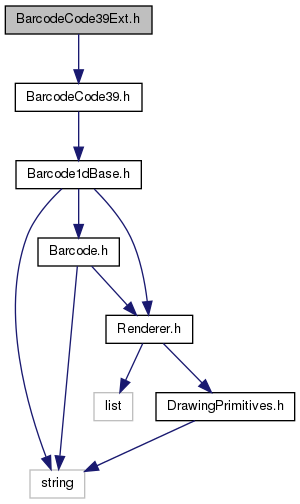 BarcodeCode39Ext.h
BarcodeCode39.h
Barcode1dBase.h
Barcode.h
Renderer.h
list
DrawingPrimitives.h
string